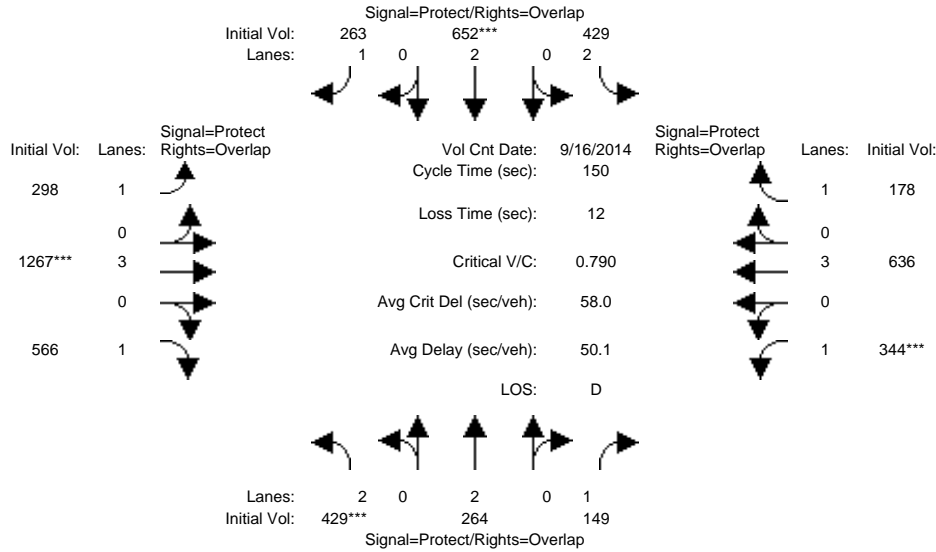 Signal=Protect/Rights=Overlap
Initial Vol: 263 652*** 429
Lanes: 1 0 2 0 2
Signal=Protect Signal=Protect
Initial Vol: Lanes: Rights=Overlap Vol Cnt Date: 9/16/2014 Rights=Overlap Lanes: Initial Vol:
Cycle Time (sec): 150
298 1 1 178
Loss Time (sec): 12
0 0
1267*** 3 Critical V/C: 0.790 3 636
0 Avg Crit Del (sec/veh): 58.0 0
566 1 Avg Delay (sec/veh): 50.1 1 344***
LOS: D
Lanes: 2 0 2 0 1
Initial Vol: 429*** 264 149
Signal=Protect/Rights=Overlap